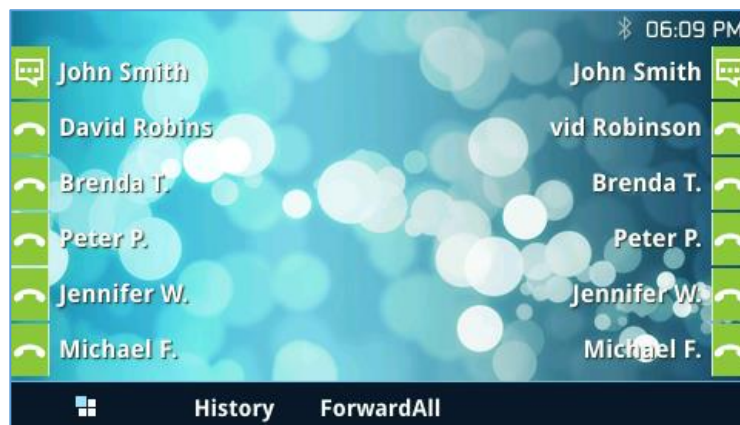 06:09 PM
John Smith John Smith
David Robins vid Robinson
Brenda T. Brenda T.
Peter P. Peter P.
Jennifer W. Jennifer W.
Michael F. Michael F.
History ForwardAll